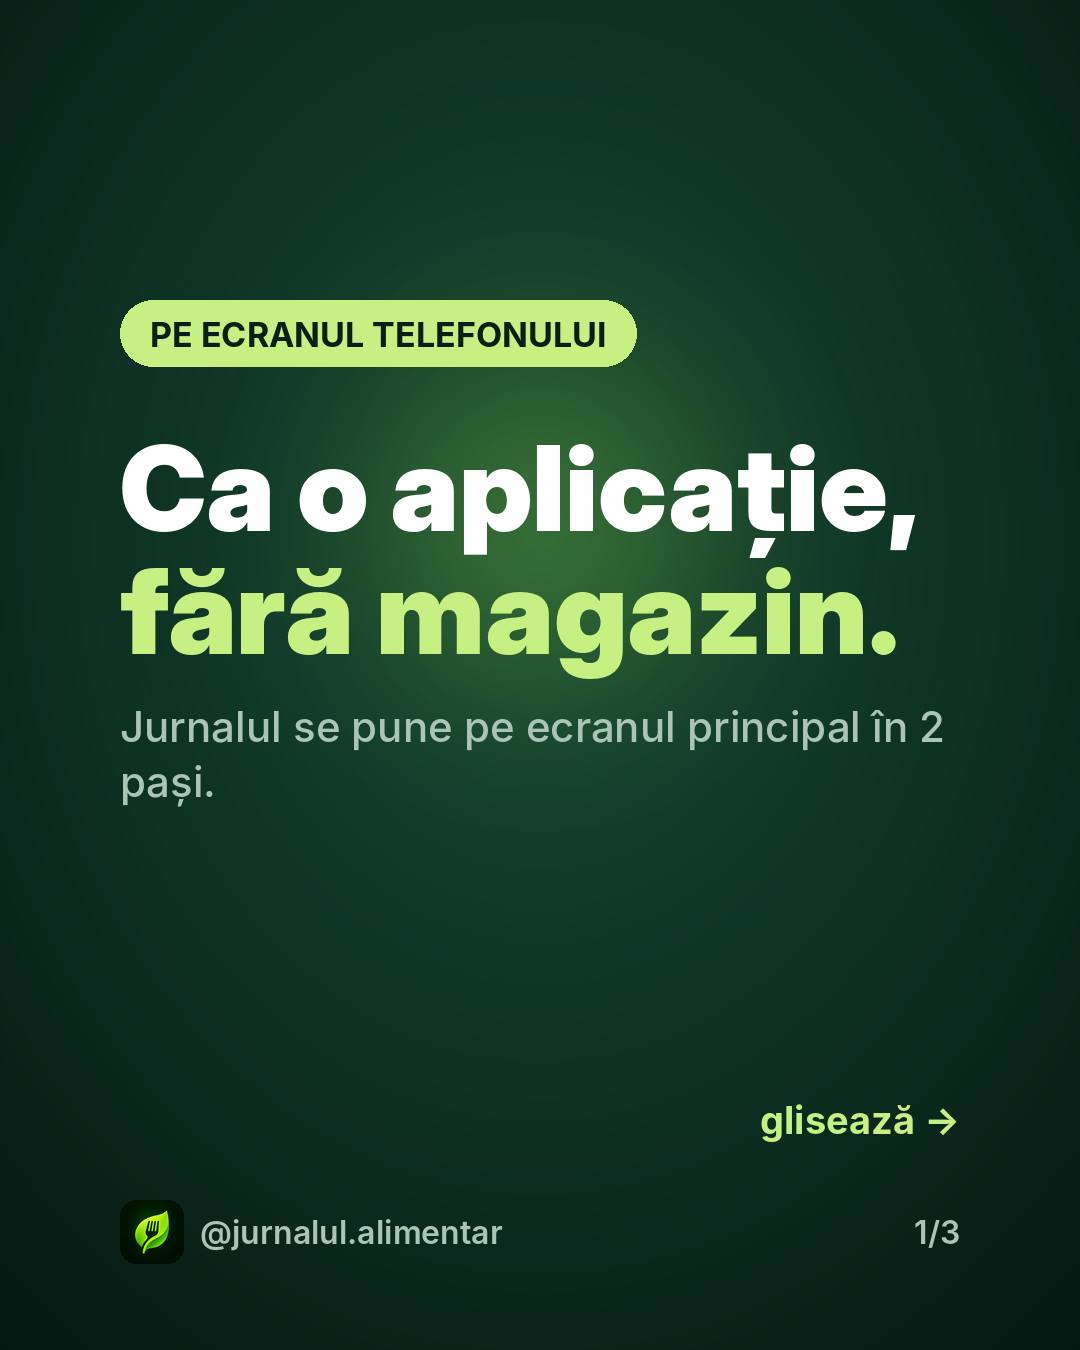 PE ECRANUL TELEFONULUI
Ca o aplicație,
fără magazin.
Jurnalul se pune pe ecranul principal în 2
pași.
glisează →
@jurnalul.alimentar
1/3